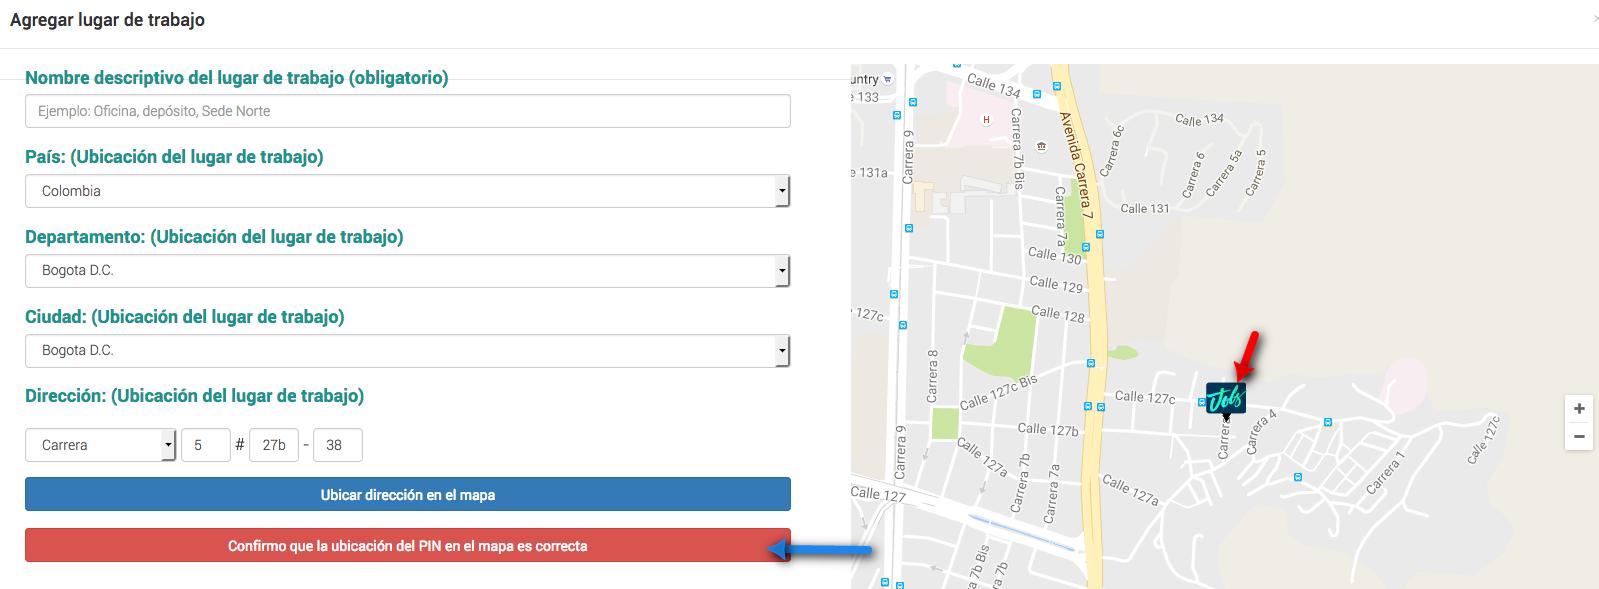 Agregar lugar de trabajo
×
Nombre descriptivo del lugar de trabajo (obligatorio)
Ejemplo: Oficina, depósito, Sede Norte
País: (Ubicación del lugar de trabajo)
Colombia
Departamento: (Ubicación del lugar de trabajo)
Bogota D.C.
Ciudad: (Ubicación del lugar de trabajo)
Bogota D.C.
Dirección: (Ubicación del lugar de trabajo)
Carrera 5 # 27b - 38
Ubicar dirección en el mapa
Confirmo que la ubicación del PIN en el mapa es correcta
untry
Calle 134
e 133
H
Carrera 9
Carrera 7b Bis
Avenida Carrera 7
Carrera 6c
Calle 134
Carrera 6
Carrera 5a
Carrera 5
e 131a
Carrera 7a
Calle 131
Calle 130
Calle 129
Calle 128
e 127c
Carrera 8
Calle 127c Bis
Calle 127c
Jobs
Carrera
Carrera 4
Calle 127b
Carrera 9
Calle 127a
Carrera 7b
Carrera 7a
Calle 127a
Carrera 1
Calle 127c
Calle 127
7b Bis
7b
+
−